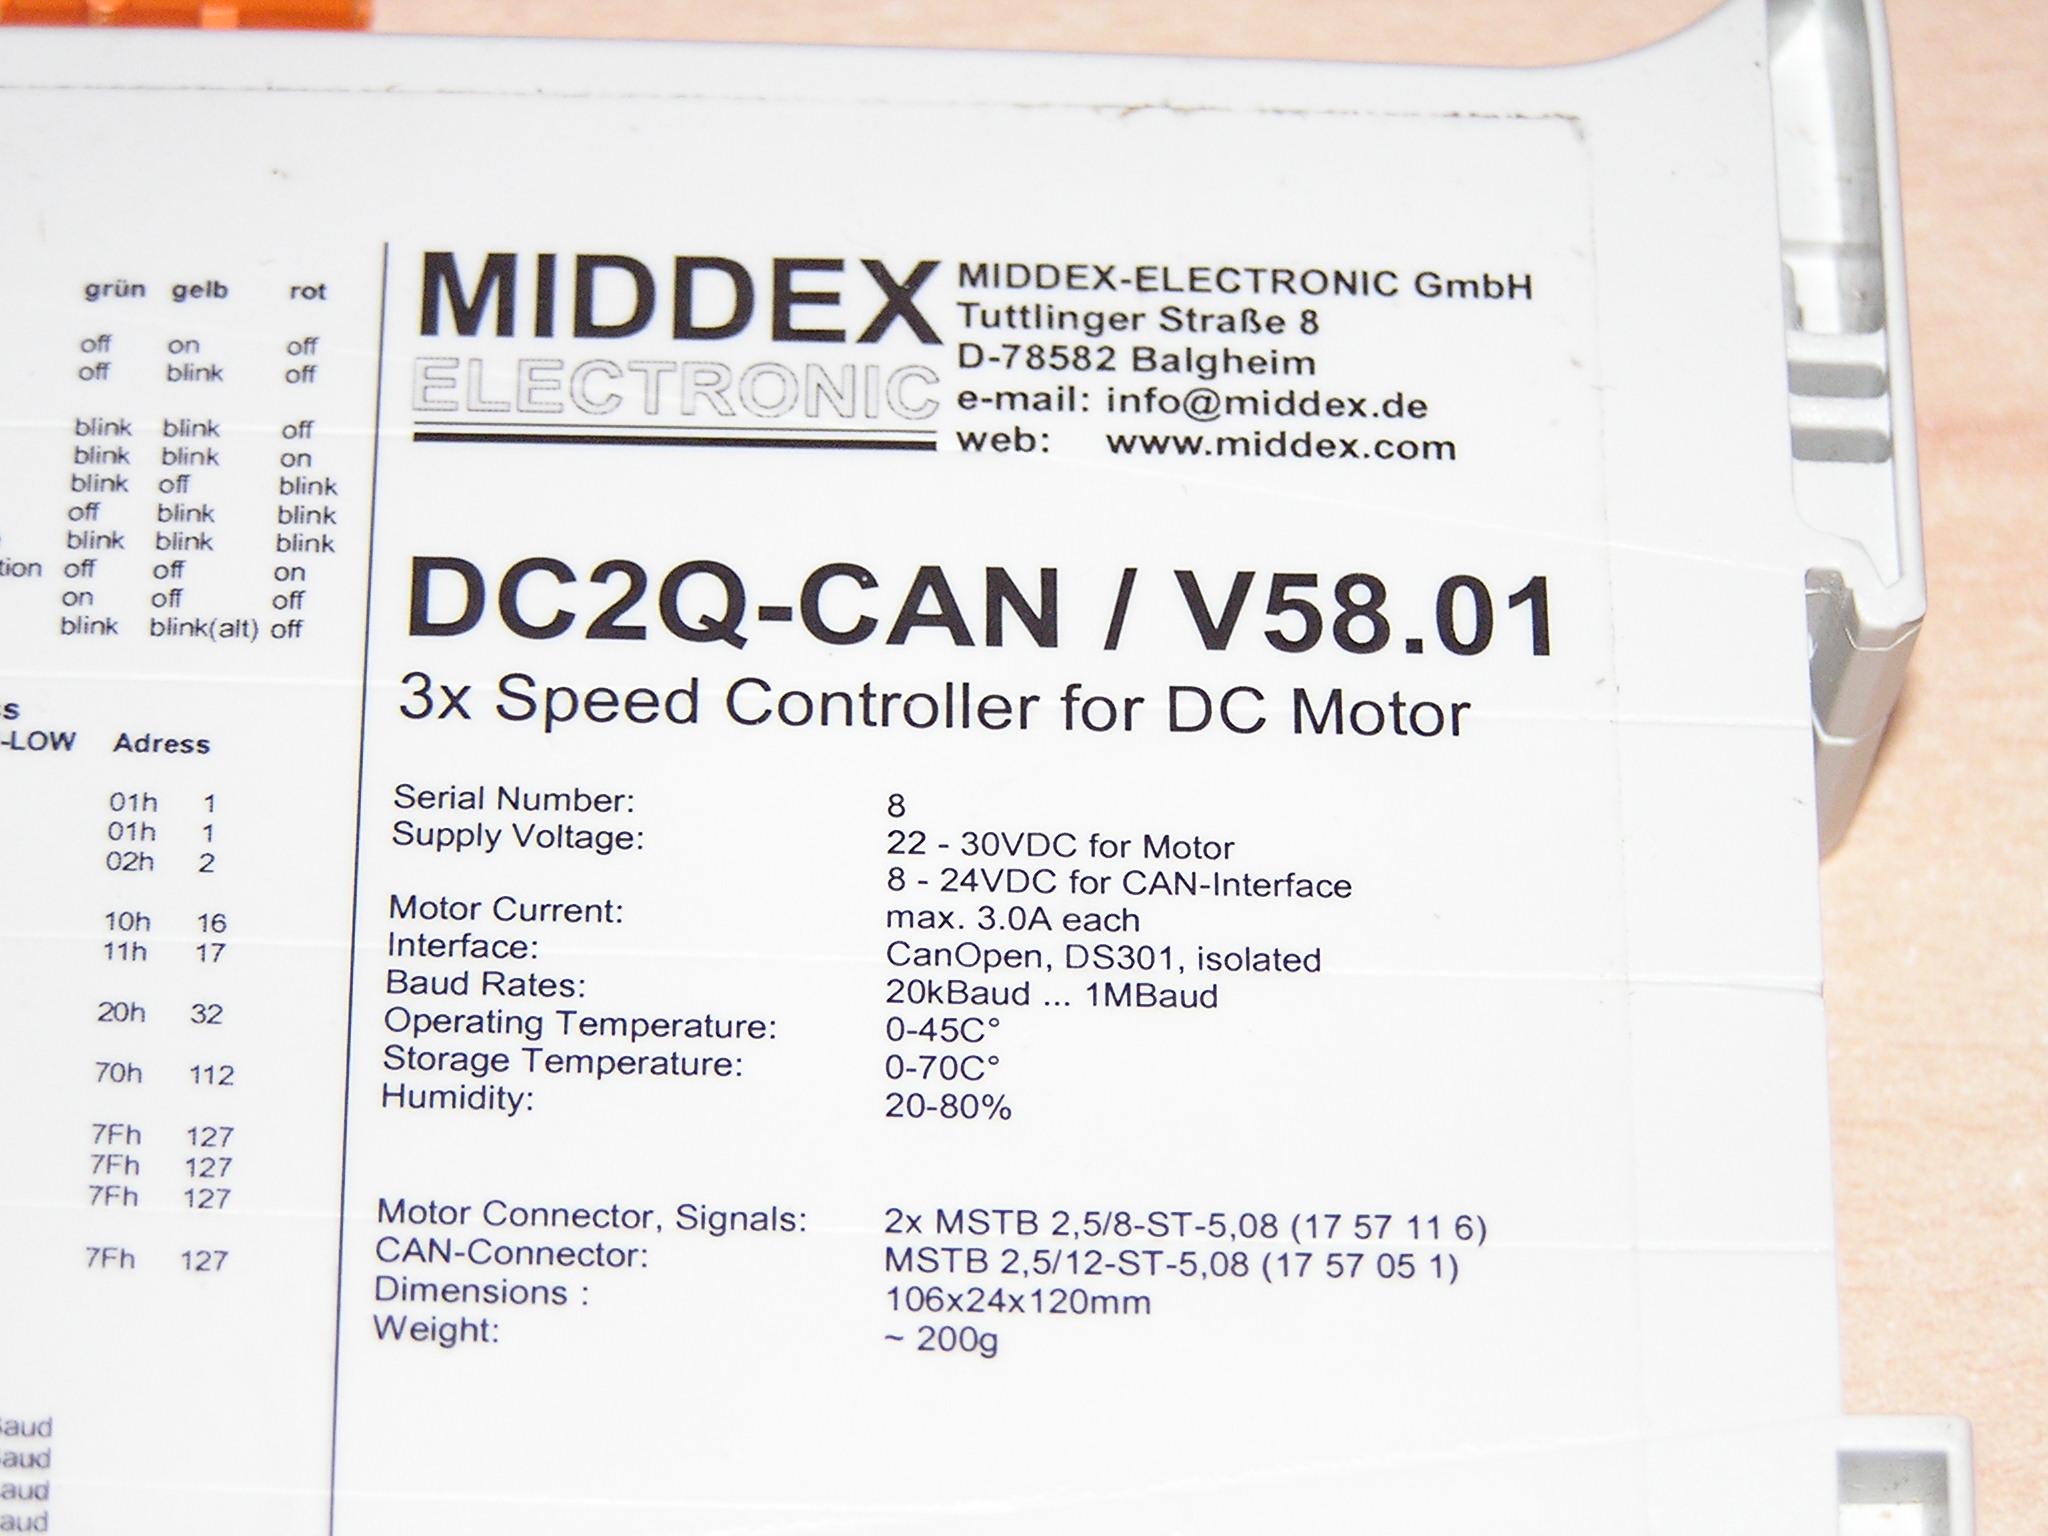 grün gelb rot
off on off
off blink off
blink blink off
blink blink on
blink off blink
off blink blink
blink blink blink
off off on
on off off
blink blink(alt) off
-LOW Adress
01h 1
01h 1
02h 2
10h 16
11h 17
20h 32
70h 112
7Fh 127
7Fh 127
7Fh 127
7Fh 127
MIDDEX
ELECTRONIC
MIDDEX-ELECTRONIC GmbH
Tuttlinger Straße 8
D-78582 Balgheim
e-mail: info@middex.de
web: www.middex.com
DC2Q-CAN / V58.01
3x Speed Controller for DC Motor
Serial Number: 8
Supply Voltage: 22 - 30VDC for Motor
8 - 24VDC for CAN-Interface
Motor Current: max. 3.0A each
Interface: CanOpen, DS301, isolated
Baud Rates: 20kBaud ... 1MBaud
Operating Temperature: 0-45C°
Storage Temperature: 0-70C°
Humidity: 20-80%
Motor Connector, Signals: 2x MSTB 2,5/8-ST-5,08 (17 57 11 6)
CAN-Connector: MSTB 2,5/12-ST-5,08 (17 57 05 1)
Dimensions : 106x24x120mm
Weight: ~ 200g